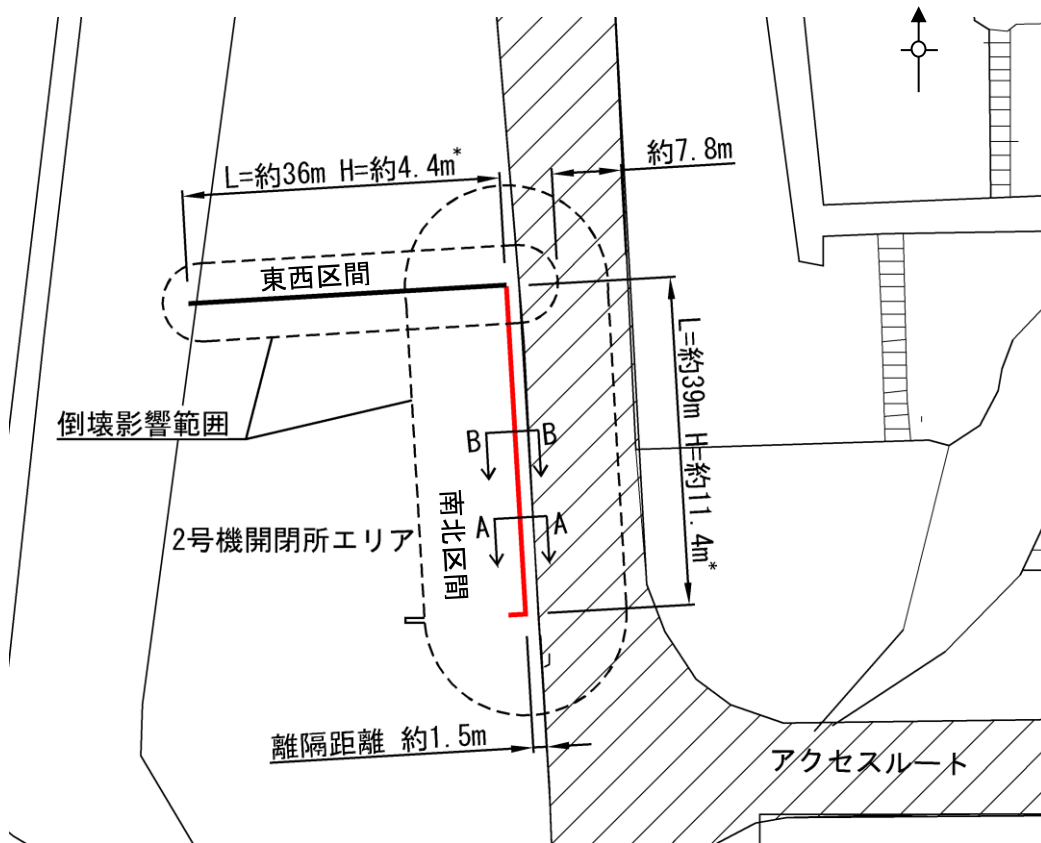 約7.8m
L=約36m H=約4.4m*
東西区間
L=約39m H=約11.4m*
倒壊影響範囲
B B
2号機開閉所エリア
南北区間
A A
離隔距離 約1.5m
アクセスルート